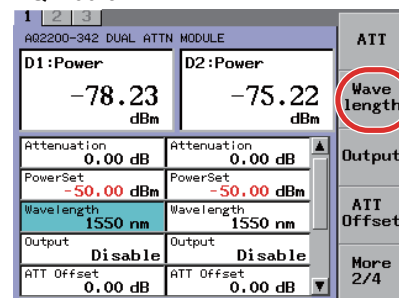 1 2 3
AQ2200-342 DUAL ATTN MODULE
D1:Power
-78.23
dBm
D2:Power
-75.22
dBm
Attenuation
0.00 dB
Attenuation
0.00 dB
PowerSet
-50.00 dBm
PowerSet
-50.00 dBm
Wavelength
1550 nm
Wavelength
1550 nm
Output
Disable
Output
Disable
ATT Offset
0.00 dB
ATT Offset
0.00 dB
ATT
Wave
length
Output
ATT
Offset
More
2/4